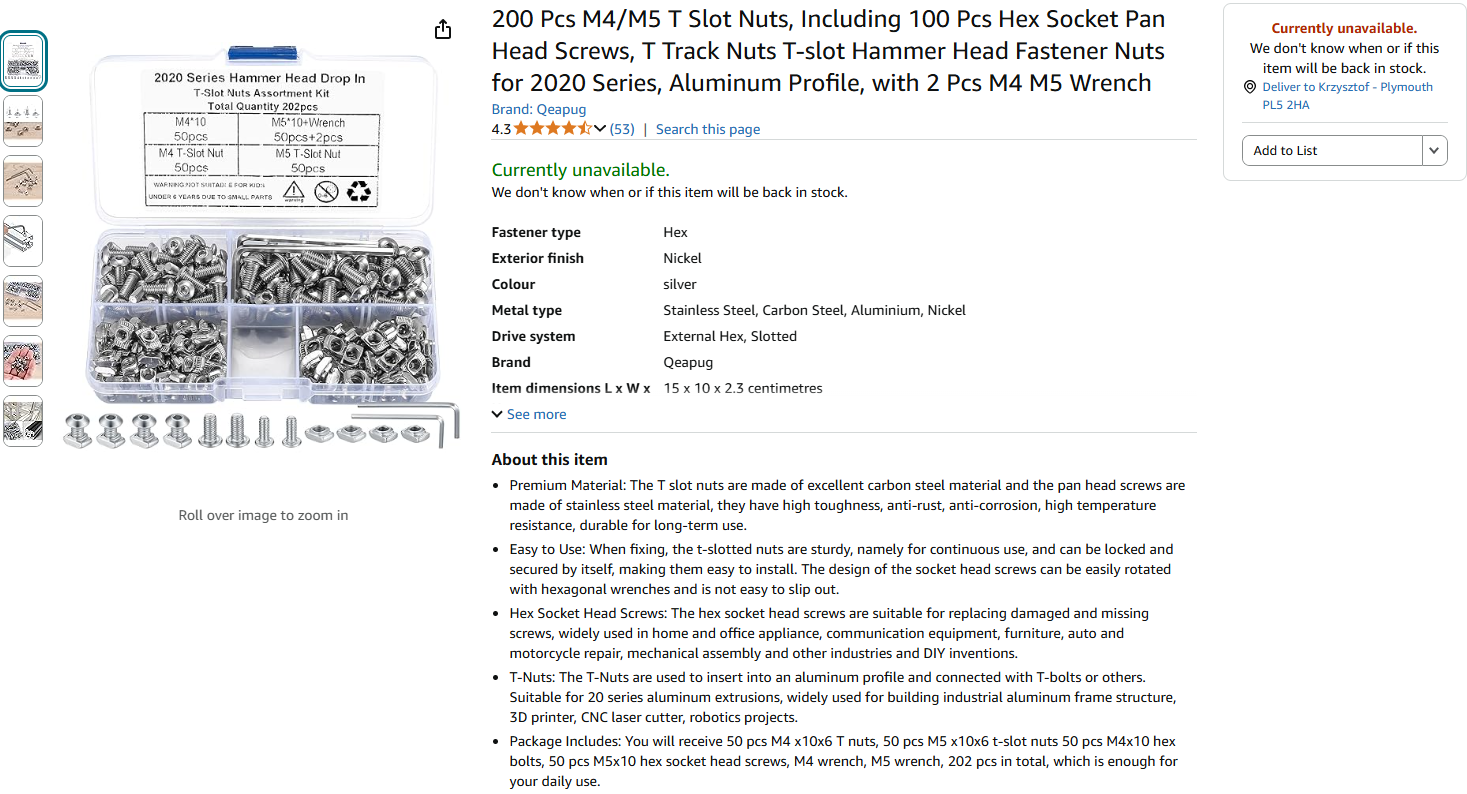 2020 Series Hammer Head Drop In
T-Slot Nuts Assortment Kit
Total Quantity 202pcs
M4*10
50pcs
M5*10+Wrench
50pcs+2pcs
M4 T-Slot Nut
50pcs
M5 T-Slot Nut
50pcs
WARNING NOT SUITABLE FOR KIDS
UNDER 6 YEARS DUE TO SMALL PARTS
warning
Roll over image to zoom in
200 Pcs M4/M5 T Slot Nuts, Including 100 Pcs Hex Socket Pan
Head Screws, T Track Nuts T-slot Hammer Head Fastener Nuts
for 2020 Series, Aluminum Profile, with 2 Pcs M4 M5 Wrench
Brand: Qeapug
4.3 (53) | Search this page
Currently unavailable.
We don't know when or if this item will be back in stock.
Fastener type Hex
Exterior finish Nickel
Colour silver
Metal type Stainless Steel, Carbon Steel, Aluminium, Nickel
Drive system External Hex, Slotted
Brand Qeapug
Item dimensions L x W x 15 x 10 x 2.3 centimetres
See more
About this item
• Premium Material: The T slot nuts are made of excellent carbon steel material and the pan head screws are
made of stainless steel material, they have high toughness, anti-rust, anti-corrosion, high temperature
resistance, durable for long-term use.
• Easy to Use: When fixing, the t-slotted nuts are sturdy, namely for continuous use, and can be locked and
secured by itself, making them easy to install. The design of the socket head screws can be easily rotated
with hexagonal wrenches and is not easy to slip out.
• Hex Socket Head Screws: The hex socket head screws are suitable for replacing damaged and missing
screws, widely used in home and office appliance, communication equipment, furniture, auto and
motorcycle repair, mechanical assembly and other industries and DIY inventions.
• T-Nuts: The T-Nuts are used to insert into an aluminum profile and connected with T-bolts or others.
Suitable for 20 series aluminum extrusions, widely used for building industrial aluminum frame structure,
3D printer, CNC laser cutter, robotics projects.
• Package Includes: You will receive 50 pcs M4 x10x6 T nuts, 50 pcs M5 x10x6 t-slot nuts 50 pcs M4x10 hex
bolts, 50 pcs M5x10 hex socket head screws, M4 wrench, M5 wrench, 202 pcs in total, which is enough for
your daily use.
Currently unavailable.
We don't know when or if this
item will be back in stock.
Deliver to Krzysztof - Plymouth
PL5 2HA
Add to List